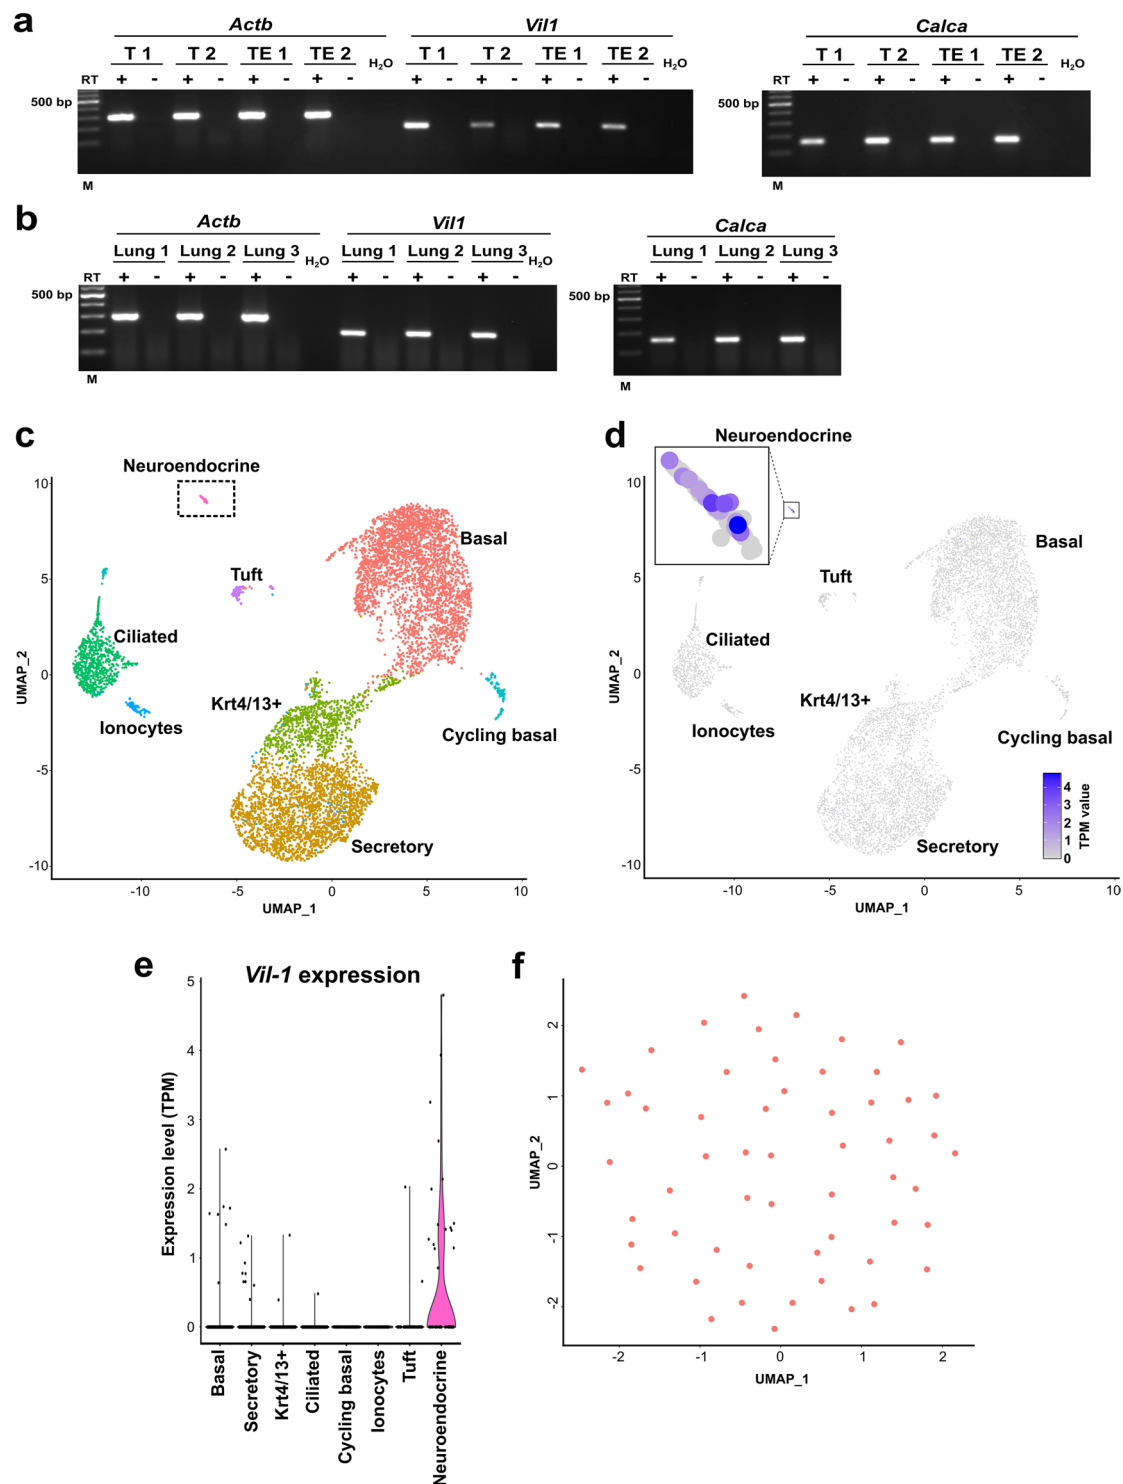 a
Actb Vil1 Calca
T 1 T 2 TE 1 TE 2 H₂O T 1 T 2 TE 1 TE 2 H₂O T 1 T 2 TE 1 TE 2 H₂O
RT + - + - + - + - + - + - + - + - RT + - + - + - + -
500 bp 500 bp
M M
b
Actb Vil1 Calca
Lung 1 Lung 2 Lung 3 H₂O Lung 1 Lung 2 Lung 3 H₂O Lung 1 Lung 2 Lung 3
RT + - + - + - + - + - + - RT + - + - + -
500 bp 500 bp
M M
c
Neuroendocrine
Basal
Tuft
Ciliated
Krt4/13+
Ionocytes
Cycling basal
Secretory
10
5
0
-5
-10
UMAP_2
-10 -5 0 5 10
UMAP_1
d
Neuroendocrine
Basal
Tuft
Ciliated
Krt4/13+
Ionocytes
Cycling basal
Secretory
4
3
2
1
0
TPM value
10
5
0
-5
-10
UMAP_2
-10 -5 0 5 10
UMAP_1
e
Vil-1 expression
5
4
3
2
1
0
Expression level (TPM)
Basal
Secretory
Krt4/13+
Ciliated
Cycling basal
Ionocytes
Tuft
Neuroendocrine
f
2
1
0
-1
-2
UMAP_2
-2 -1 0 1 2
UMAP_1